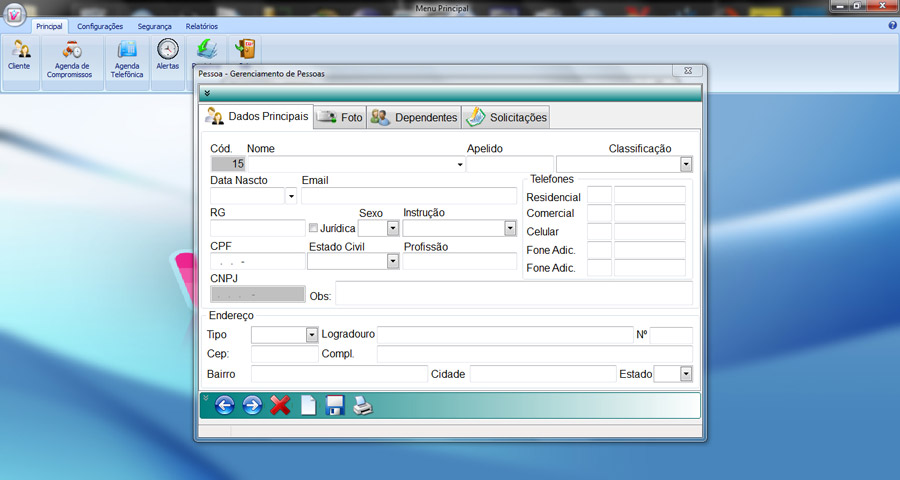 Menu Principal
Principal Configurações Segurança Relatórios
Cliente
Agenda de Compromissos
Agenda Telefônica
Alertas
Pessoa - Gerenciamento de Pessoas
Dados Principais Foto Dependentes Solicitações
Cód. Nome Apelido Classificação
15
Data Nascto Email Telefones
Residencial
RG Sexo Instrução Comercial
Jurídica Celular
CPF Estado Civil Profissão Fone Adic.
. . -
Fone Adic.
CNPJ
. . . -
Obs:
Endereço
Tipo Logradouro Nº
Cep: Compl.
Bairro Cidade Estado